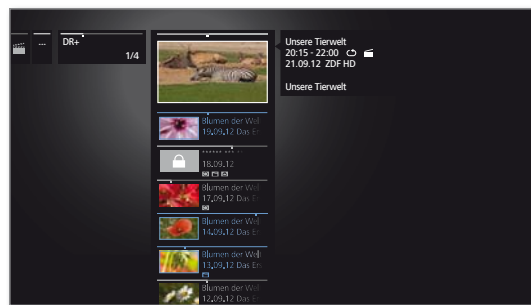 ...
DR+
1/4
Unsere Tierwelt
20:15 - 22:00
21.09.12 ZDF HD
Unsere Tierwelt
Blumen der Wel
19.09.12 Das Er
****** *** **
18.09.12
Blumen der Wel
17.09.12 Das Er
Blumen der Wel
14.09.12 Das Er
Blumen der Wel
13.09.12 Das Er
Blumen der Wel
12.09.12 Das Er